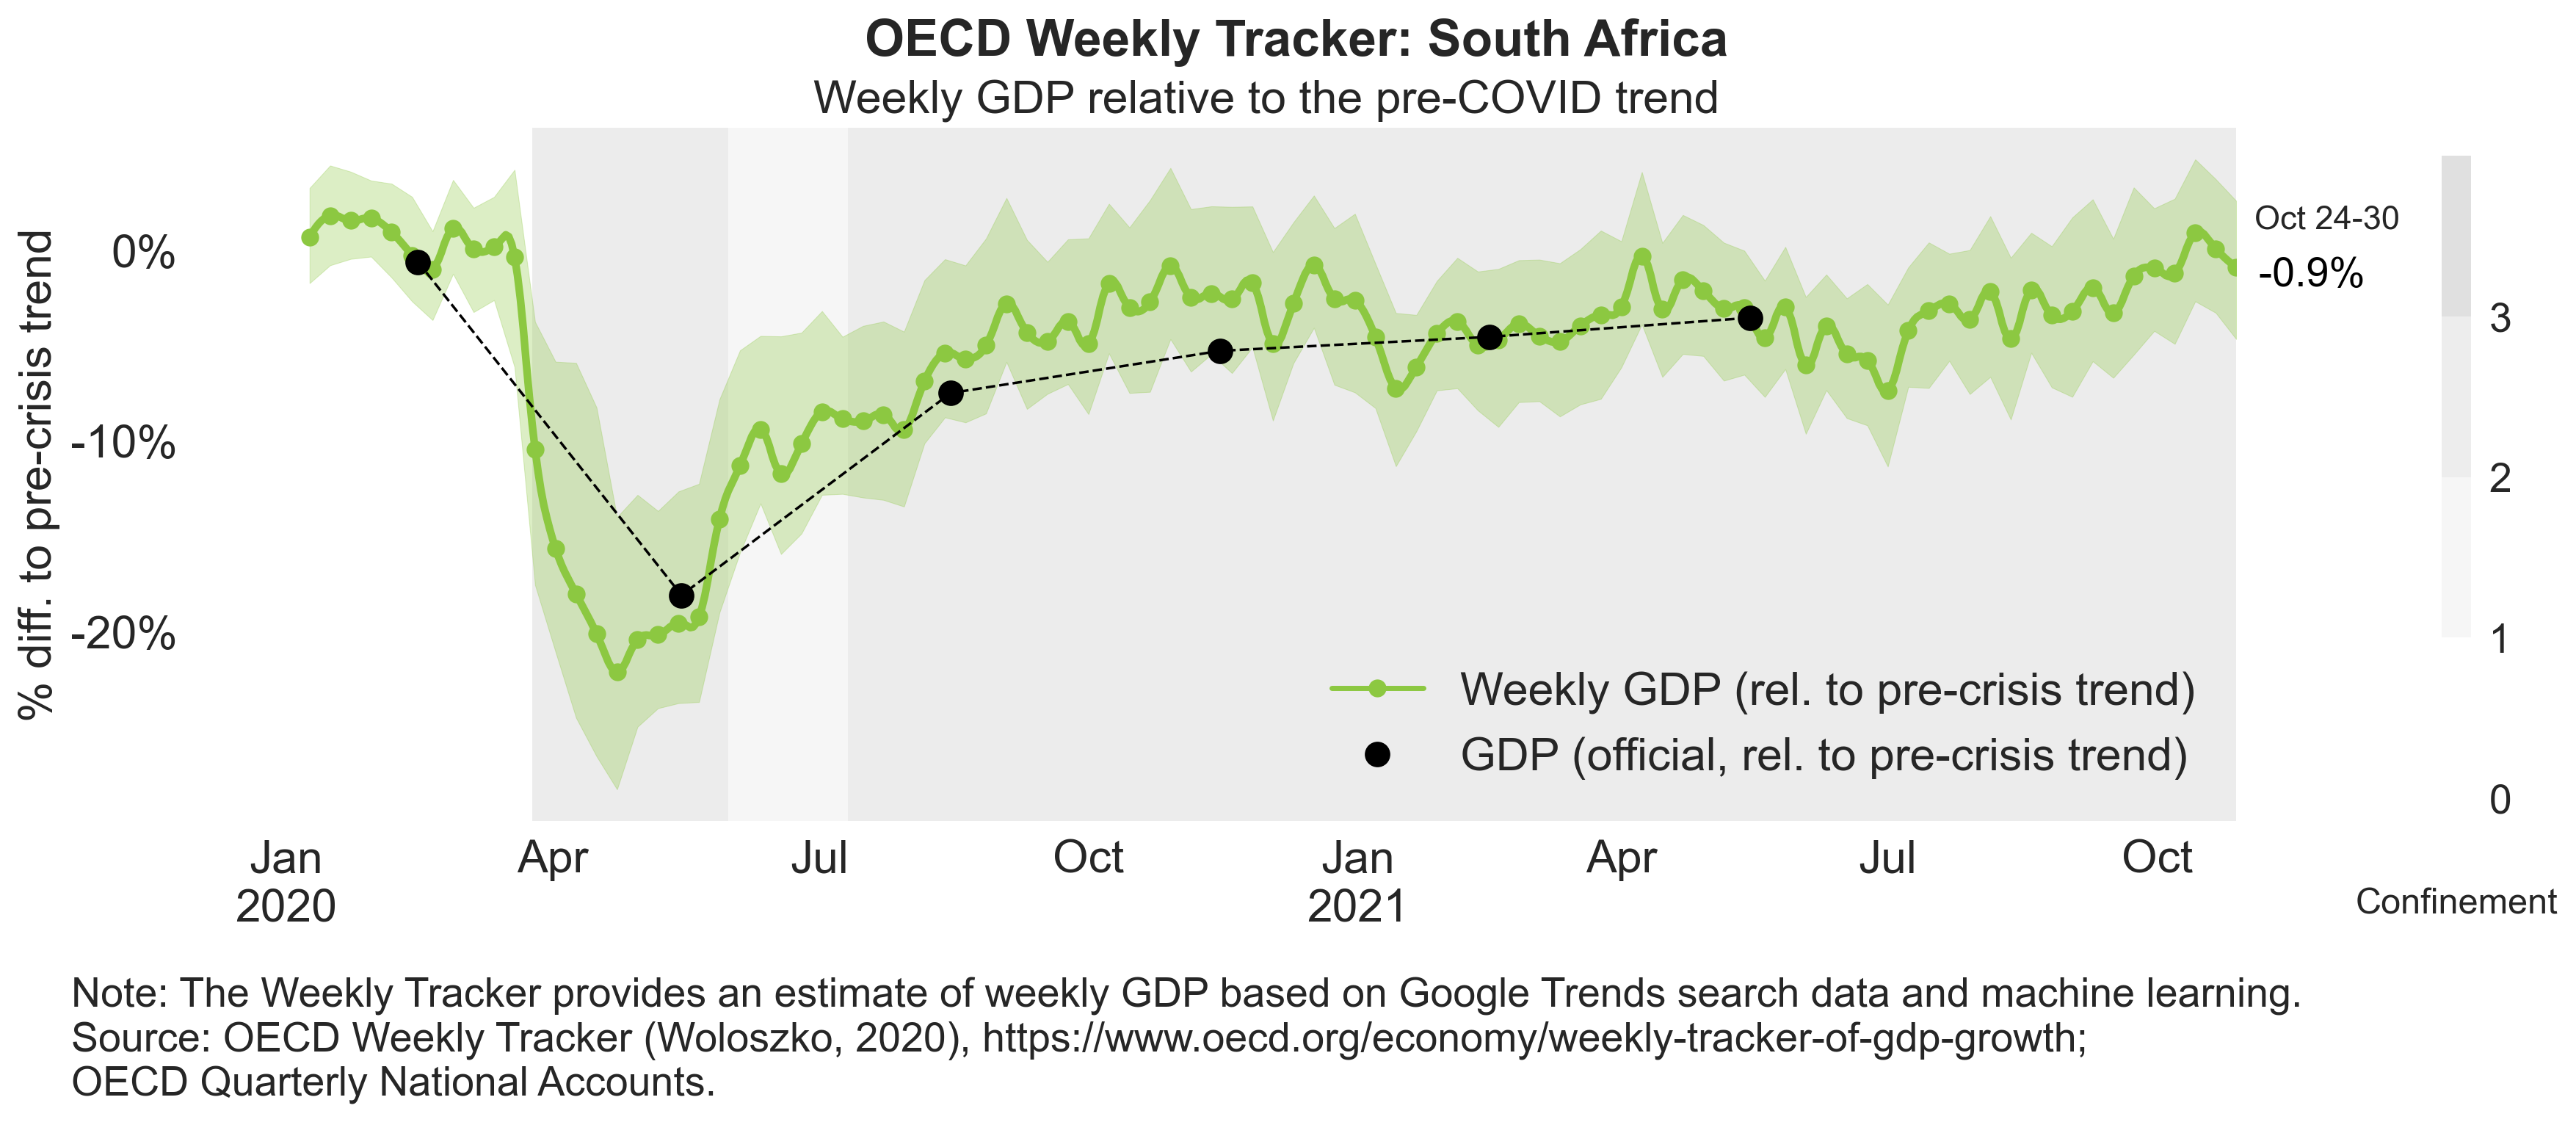 OECD Weekly Tracker: South Africa
Weekly GDP relative to the pre-COVID trend
% diff. to pre-crisis trend
0%
-10%
-20%
Oct 24-30
-0.9%
3
2
1
0
Confinement
Weekly GDP (rel. to pre-crisis trend)
GDP (official, rel. to pre-crisis trend)
Jan Apr Jul Oct Jan Apr Jul Oct
2020 2021
Note: The Weekly Tracker provides an estimate of weekly GDP based on Google Trends search data and machine learning.
Source: OECD Weekly Tracker (Woloszko, 2020), https://www.oecd.org/economy/weekly-tracker-of-gdp-growth;
OECD Quarterly National Accounts.